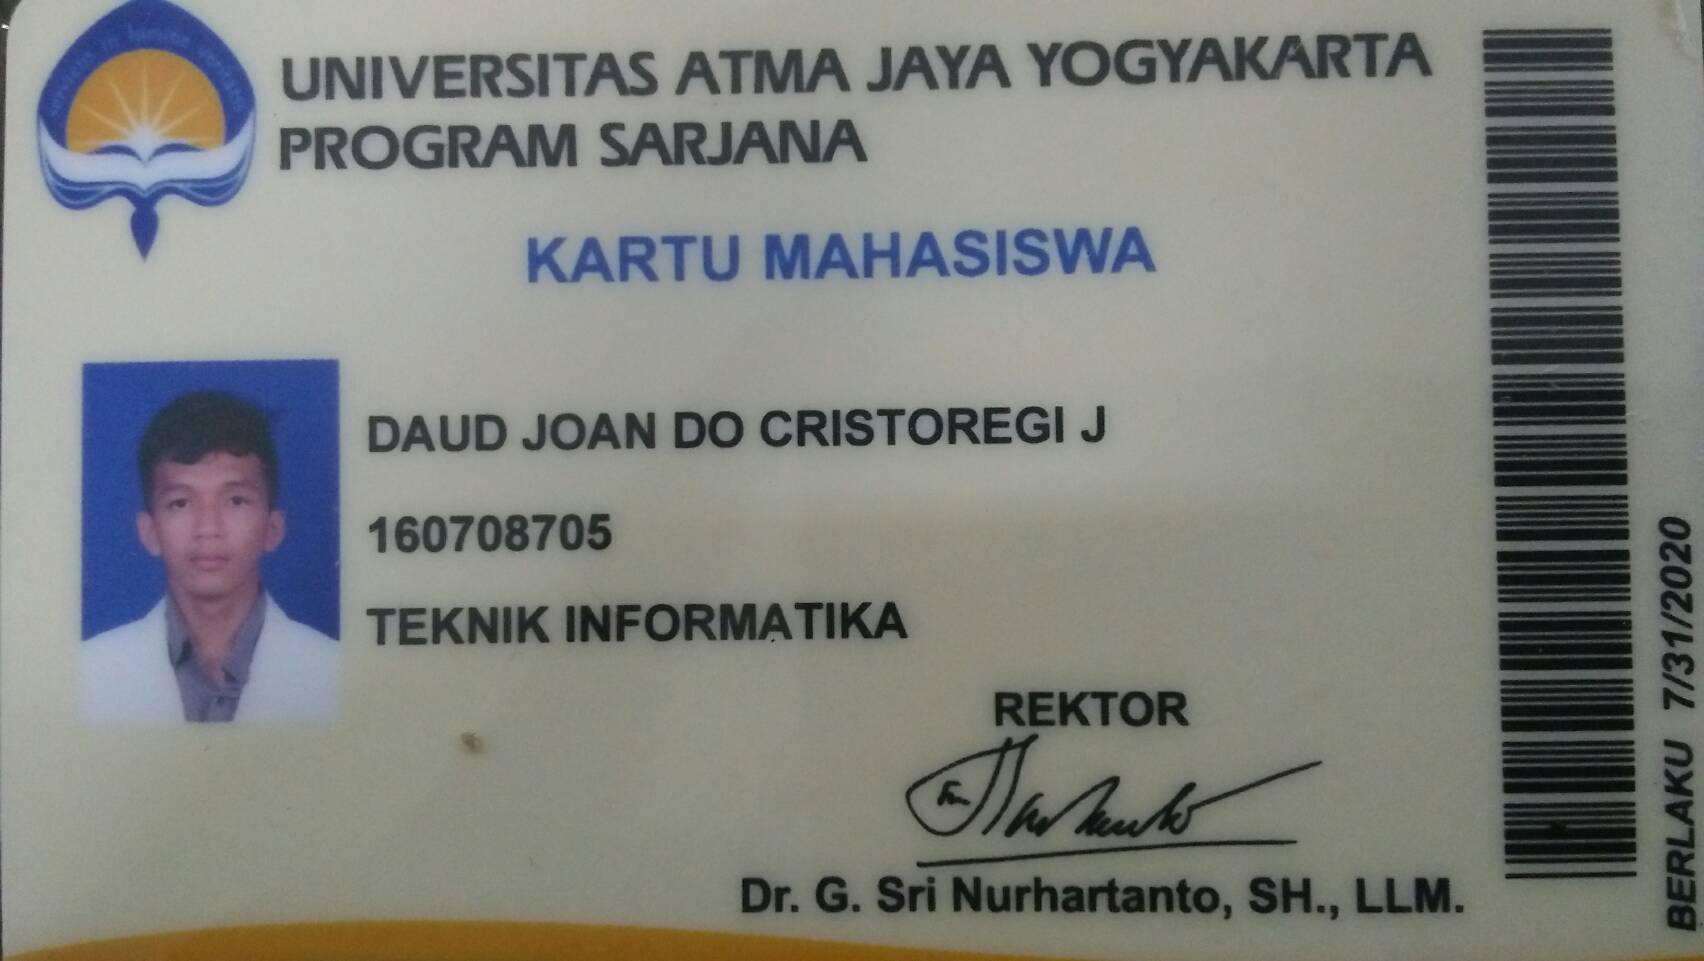 UNIVERSITAS ATMA JAYA YOGYAKARTA
PROGRAM SARJANA
KARTU MAHASISWA
DAUD JOAN DO CRISTOREGI J
160708705
TEKNIK INFORMATIKA
REKTOR
Dr. G. Sri Nurhartanto, SH., LLM.
BERLAKU 7/31/2020